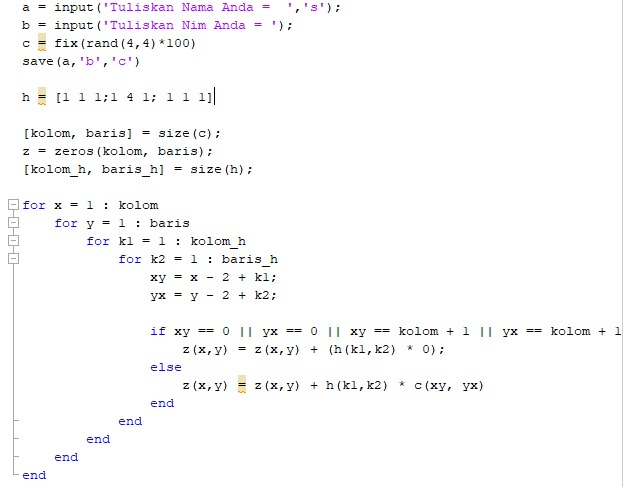 a = input('Tuliskan Nama Anda =  ','s');
b = input('Tuliskan Nim Anda = ');
c = fix(rand(4,4)*100)
save(a,'b','c')
h = [1 1 1;1 4 1; 1 1 1]
[kolom, baris] = size(c);
z = zeros(kolom, baris);
[kolom_h, baris_h] = size(h);
for x = 1 : kolom
for y = 1 : baris
for k1 = 1 : kolom_h
for k2 = 1 : baris_h
xy = x - 2 + k1;
yx = y - 2 + k2;
if xy == 0 || yx == 0 || xy == kolom + 1 || yx == kolom + 1
z(x,y) = z(x,y) + (h(k1,k2) * 0);
else
z(x,y) = z(x,y) + h(k1,k2) * c(xy, yx)
end
end
end
end
end